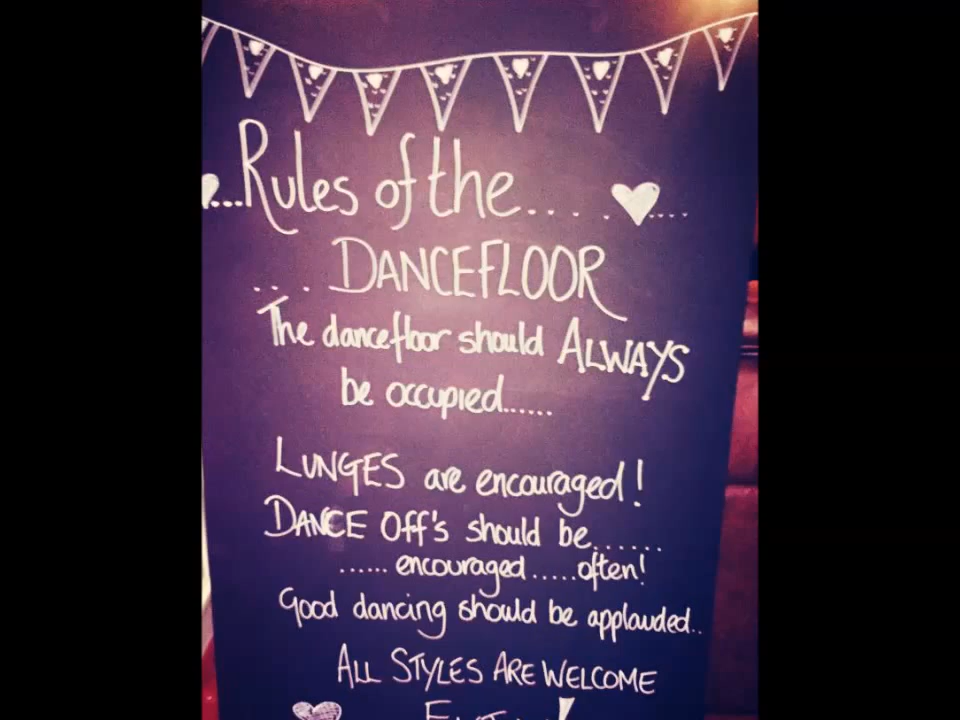 ...Rules of the.... ....
... DANCEFLOOR
The dancefloor should ALWAYS
be occupied......
LUNGES are encouraged!
DANCE Off's should be.......
...... encouraged.....often!
Good dancing should be applauded..
ALL STYLES ARE WELCOME